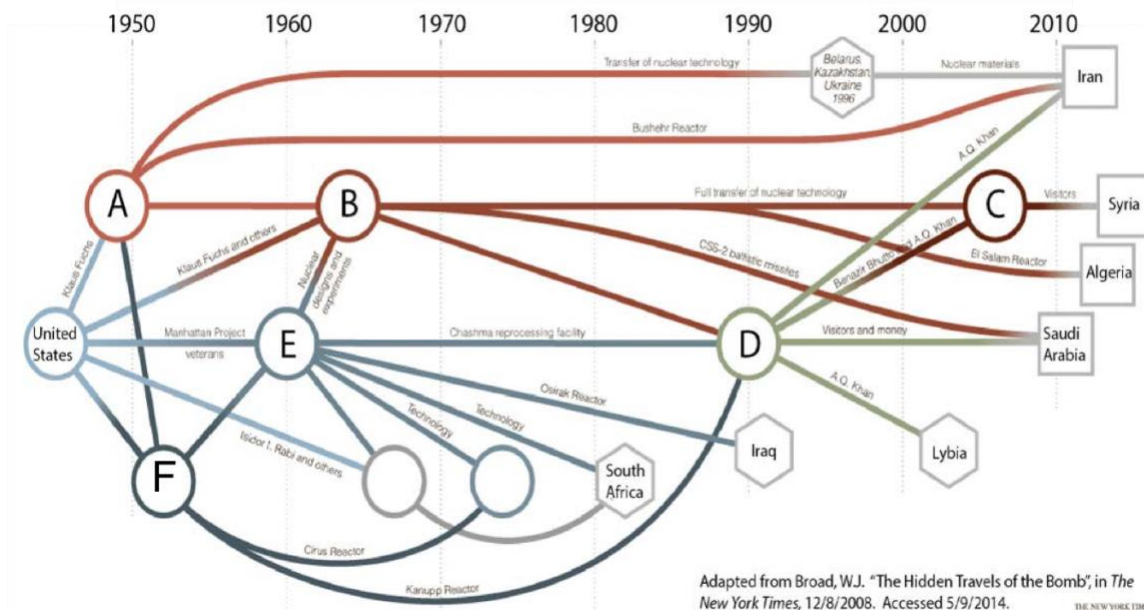 1950 1960 1970 1980 1990 2000 2010
Transfer of nuclear technology
Belarus,
Kazakhstan,
Ukraine
1996
Nuclear materials
Iran
Bushehr Reactor
A.Q. Khan
A
B
Full transfer of nuclear technology
C
Visitors
Syria
Klaus Fuchs
Klaus Fuchs and others
Nuclear
designs and
experiments
CSS-2 ballistic missiles
Benazir Bhutto and A.Q. Khan
El Salam Reactor
Algeria
United
States
Manhattan Project
veterans
E
Chashma reprocessing facility
D
Visitors and money
Saudi
Arabia
Osirak Reactor
A.Q. Khan
Technology
Technology
Isidor I. Rabi and others
F
South
Africa
Iraq
Lybia
Cirus Reactor
Kanupp Reactor
Adapted from Broad, W.J. "The Hidden Travels of the Bomb", in The
New York Times, 12/8/2008. Accessed 5/9/2014.
THE NEW YORK TIM